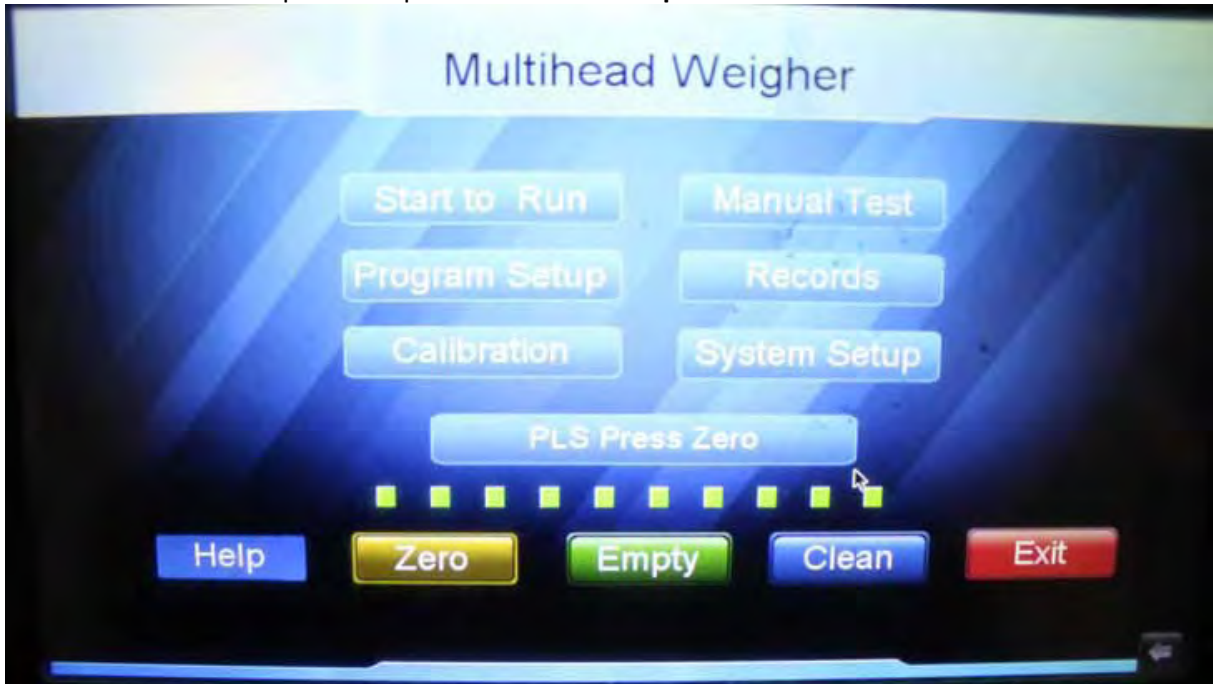 Multihead Weigher
Start to Run
Manual Test
Program Setup
Records
Calibration
System Setup
PLS Press Zero
Help
Zero
Empty
Clean
Exit